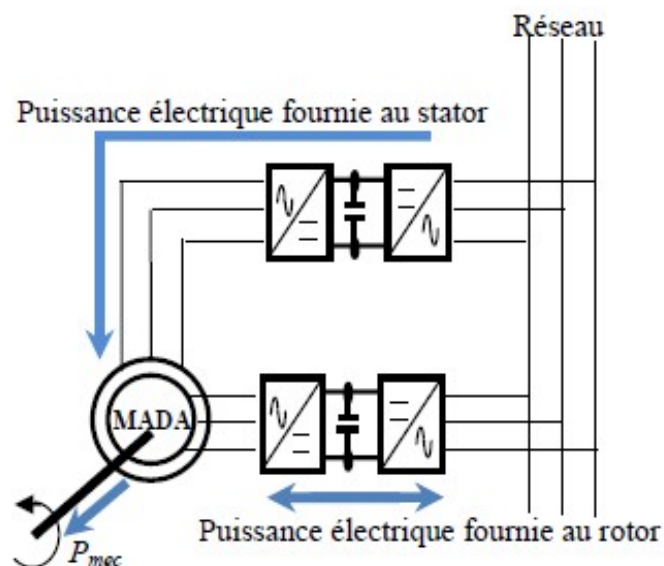 Réseau
Puissance électrique fournie au stator
MADA
Puissance électrique fournie au rotor
Pmec